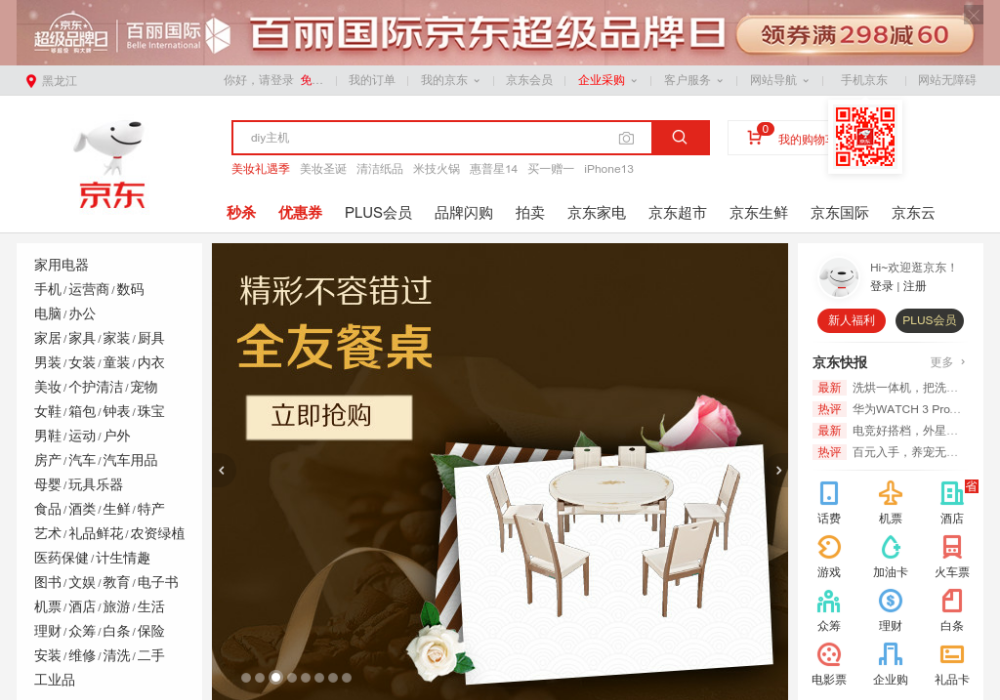 京东
超级品牌日
百丽国际
Belle International
百丽国际京东超级品牌日
领券满298减60
黑龙江
你好，请登录 免...
我的订单
我的京东
京东会员
企业采购
客户服务
网站导航
手机京东
网站无障碍
京东
diy主机
0
我的购物车
美妆礼遇季 美妆圣诞 清洁纸品 米技火锅 惠普星14 买一赠一 iPhone13
秒杀 优惠券 PLUS会员 品牌闪购 拍卖 京东家电 京东超市 京东生鲜 京东国际 京东云
家用电器
手机/运营商/数码
电脑/办公
家居/家具/家装/厨具
男装/女装/童装/内衣
美妆/个护清洁/宠物
女鞋/箱包/钟表/珠宝
男鞋/运动/户外
房产/汽车/汽车用品
母婴/玩具乐器
食品/酒类/生鲜/特产
艺术/礼品鲜花/农资绿植
医药保健/计生情趣
图书/文娱/教育/电子书
机票/酒店/旅游/生活
理财/众筹/白条/保险
安装/维修/清洗/二手
工业品
精彩不容错过
全友餐桌
立即抢购
Hi~欢迎逛京东！
登录 | 注册
新人福利 PLUS会员
京东快报 更多
最新 洗烘一体机，把洗...
热评 华为WATCH 3 Pro...
最新 电竞好搭档，外星...
热评 百元入手，养宠无...
省
话费 机票 酒店
游戏 加油卡 火车票
众筹 理财 白条
电影票 企业购 礼品卡